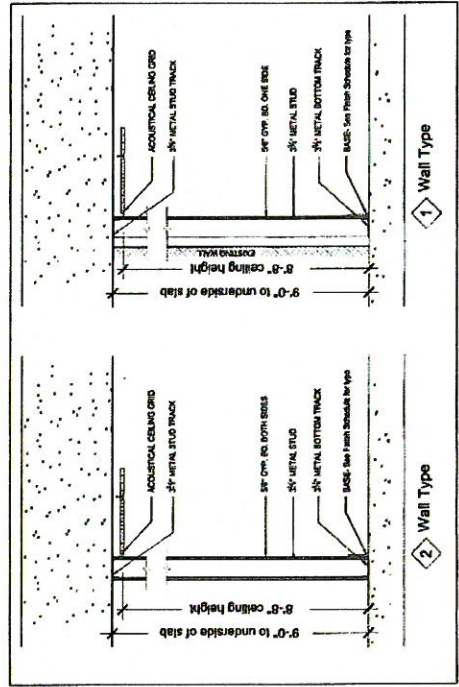 9'-0" to underside of slab
8'-8" ceiling height
ACOUSTICAL CEILING GRID
3⅝" METAL STUD TRACK
5/8" GYP. BD. BOTH SIDES
3⅝" METAL STUD
3⅝" METAL BOTTOM TRACK
BASE- See Finish Schedule for type
2 Wall Type
9'-0" to underside of slab
8'-8" ceiling height
EXISTING WALL
ACOUSTICAL CEILING GRID
3⅝" METAL STUD TRACK
5/8" GYP. BD. ONE SIDE
3⅝" METAL STUD
3⅝" METAL BOTTOM TRACK
BASE- See Finish Schedule for type
1 Wall Type